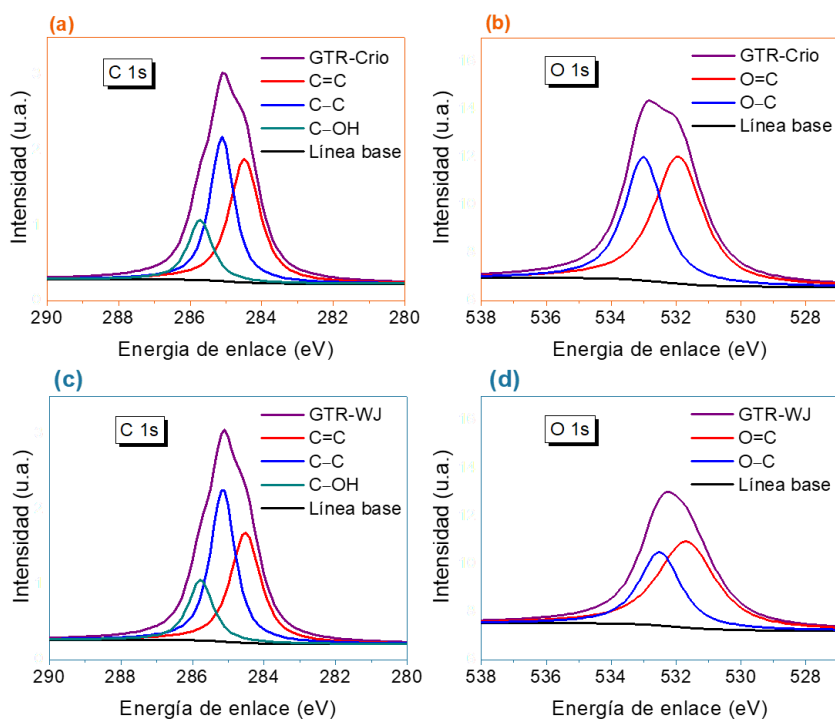 (a)
C 1s
GTR-Crio
C=C
C–C
C–OH
Línea base
Intensidad (u.a.)
290 288 286 284 282 280
Energia de enlace (eV)
(b)
O 1s
GTR-Crio
O=C
O–C
Línea base
Intensidad (u.a.)
538 536 534 532 530 528
Energia de enlace (eV)
(c)
C 1s
GTR-WJ
C=C
C–C
C–OH
Línea base
Intensidad (u.a.)
290 288 286 284 282 280
Energía de enlace (eV)
(d)
O 1s
GTR-WJ
O=C
O–C
Línea base
Intensidad (u.a.)
538 536 534 532 530 528
Energía de enlace (eV)